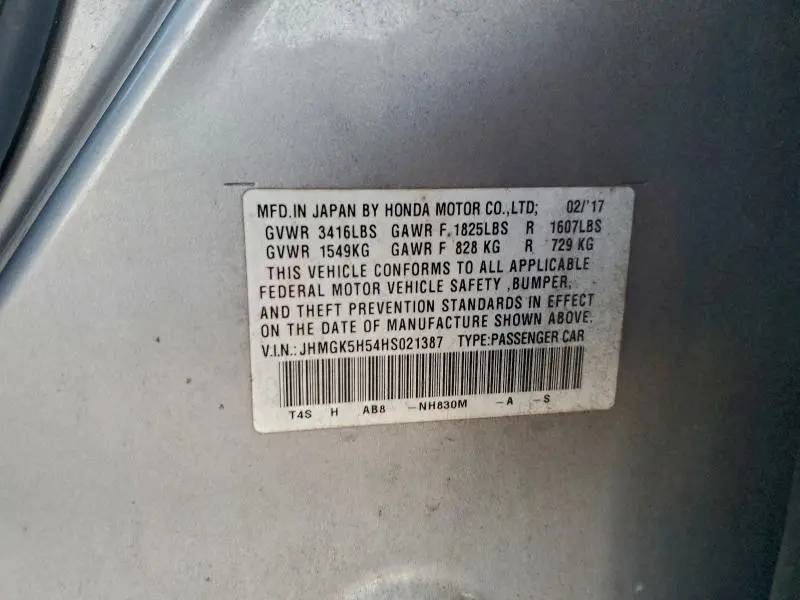 MFD.IN JAPAN BY HONDA MOTOR CO.,LTD; 02/'17
GVWR 3416LBS GAWR F 1825LBS R 1607LBS
GVWR 1549KG GAWR F 828 KG R 729 KG
THIS VEHICLE CONFORMS TO ALL APPLICABLE
FEDERAL MOTOR VEHICLE SAFETY ,BUMPER,
AND THEFT PREVENTION STANDARDS IN EFFECT
ON THE DATE OF MANUFACTURE SHOWN ABOVE.
V.I.N.: JHMGK5H54HS021387 TYPE:PASSENGER CAR
T4S H AB8 -NH830M -A -S